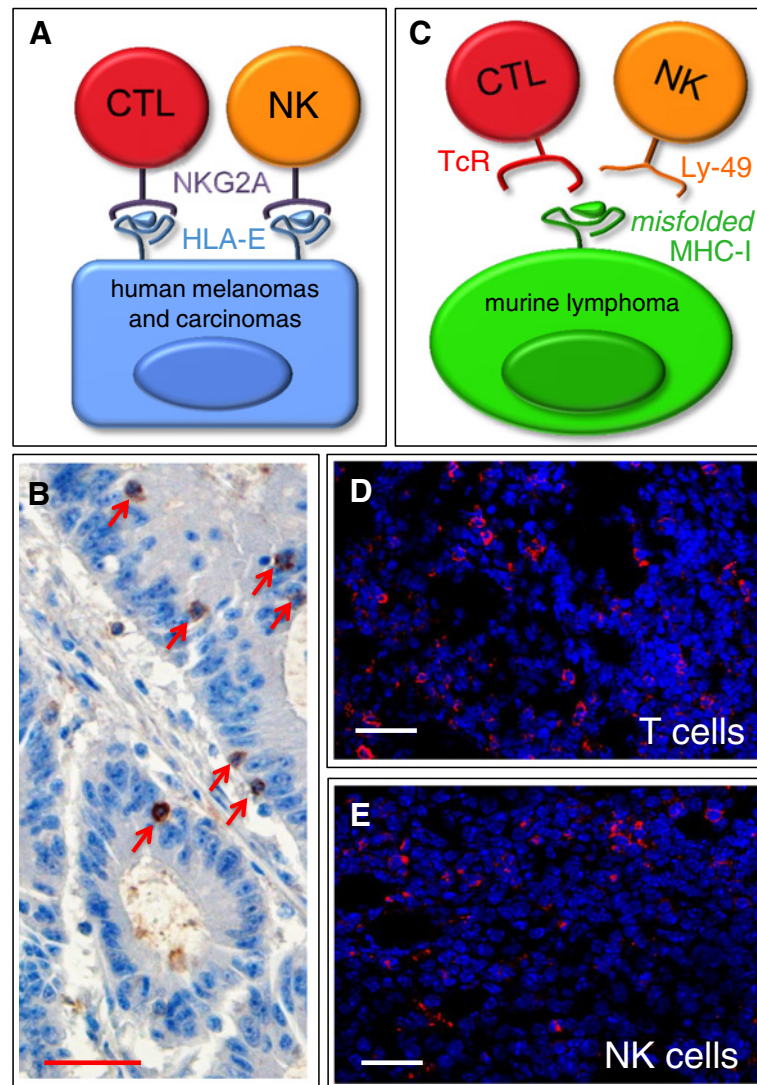 A
CTL
NK
NKG2A
HLA-E
human melanomas
and carcinomas
C
CTL
NK
TcR
Ly-49
misfolded
MHC-I
murine lymphoma
B
D
T cells
E
NK cells